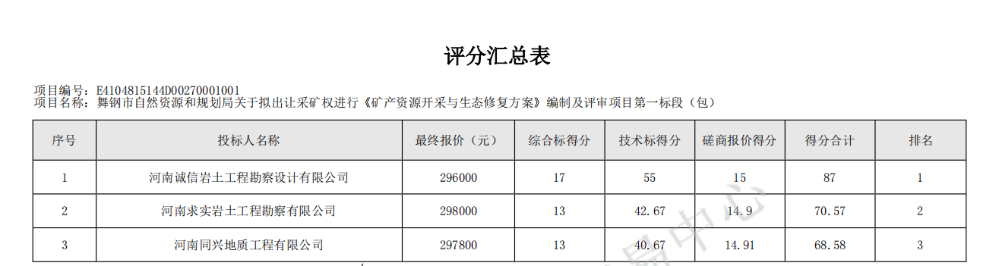 评分汇总表
项目编号：E4104815144D00270001001
项目名称：舞钢市自然资源和规划局关于拟出让采矿权进行《矿产资源开采与生态修复方案》编制及评审项目第一标段（包）
序号 投标人名称 最终报价（元） 综合标得分 技术标得分 磋商报价得分 得分合计 排名
1 河南诚信岩土工程勘察设计有限公司 296000 17 55 15 87 1
2 河南求实岩土工程勘察有限公司 298000 13 42.67 14.9 70.57 2
3 河南同兴地质工程有限公司 297800 13 40.67 14.91 68.58 3
易中心